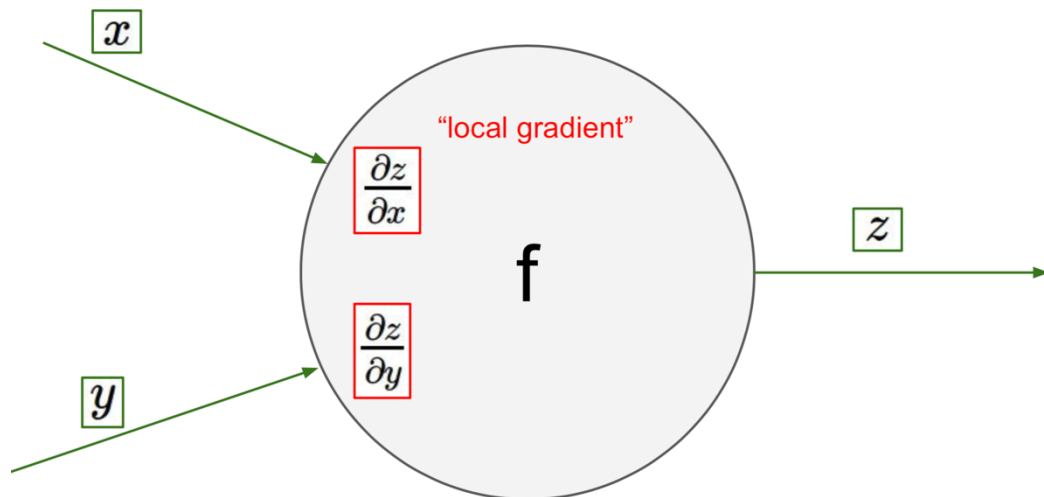 x
“local gradient”
∂z/∂x
z
f
∂z/∂y
y